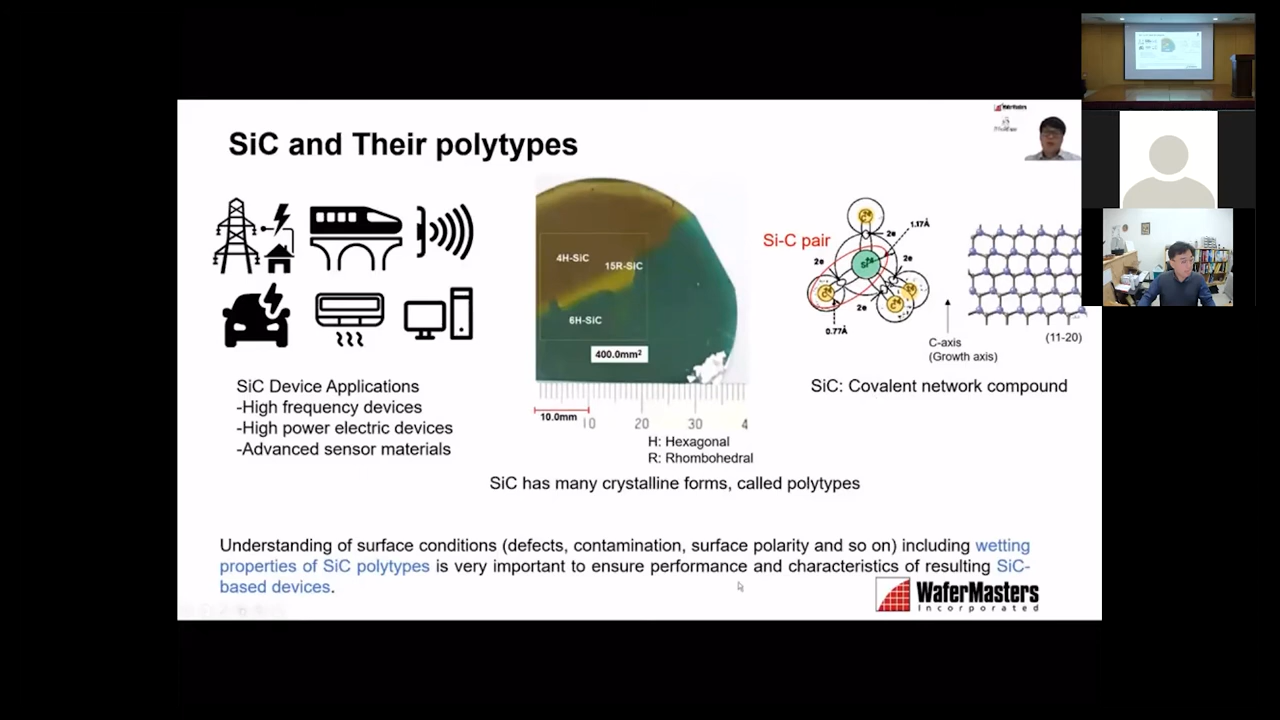 SiC and Their polytypes
WaferMasters
4H-SiC
15R-SiC
6H-SiC
400.0mm²
10.0mm
10
20
30
4
H: Hexagonal
R: Rhombohedral
Si-C pair
1.17Å
2e
2e
2e
2e
0.77Å
C-axis
(Growth axis)
(11-20)
SiC: Covalent network compound
SiC Device Applications
-High frequency devices
-High power electric devices
-Advanced sensor materials
SiC has many crystalline forms, called polytypes
Understanding of surface conditions (defects, contamination, surface polarity and so on) including wetting
properties of SiC polytypes is very important to ensure performance and characteristics of resulting SiC-
based devices.
WaferMasters
Incorporated